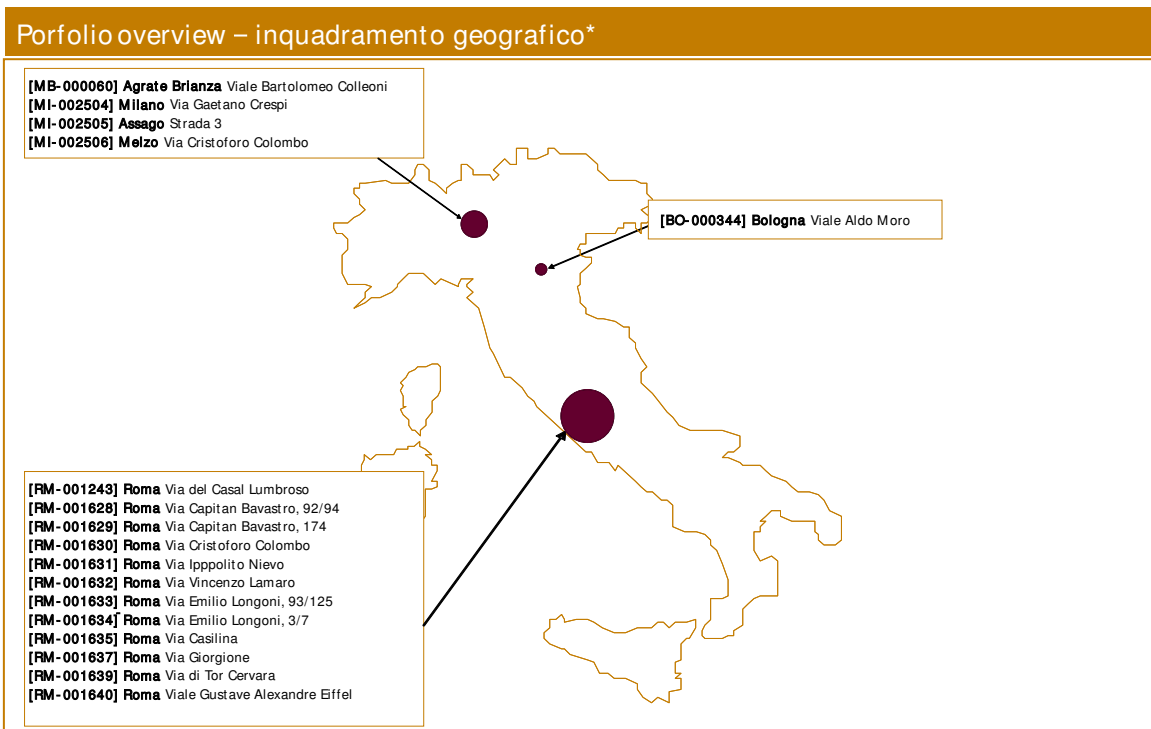 Porfolio overview – inquadramento geografico*
[MB-000060] Agrate Brianza Viale Bartolomeo Colleoni
[MI-002504] Milano Via Gaetano Crespi
[MI-002505] Assago Strada 3
[MI-002506] Melzo Via Cristoforo Colombo
[BO-000344] Bologna Viale Aldo Moro
[RM-001243] Roma Via del Casal Lumbroso
[RM-001628] Roma Via Capitan Bavastro, 92/94
[RM-001629] Roma Via Capitan Bavastro, 174
[RM-001630] Roma Via Cristoforo Colombo
[RM-001631] Roma Via Ipppolito Nievo
[RM-001632] Roma Via Vincenzo Lamaro
[RM-001633] Roma Via Emilio Longoni, 93/125
[RM-001634] Roma Via Emilio Longoni, 3/7
[RM-001635] Roma Via Casilina
[RM-001637] Roma Via Giorgione
[RM-001639] Roma Via di Tor Cervara
[RM-001640] Roma Viale Gustave Alexandre Eiffel